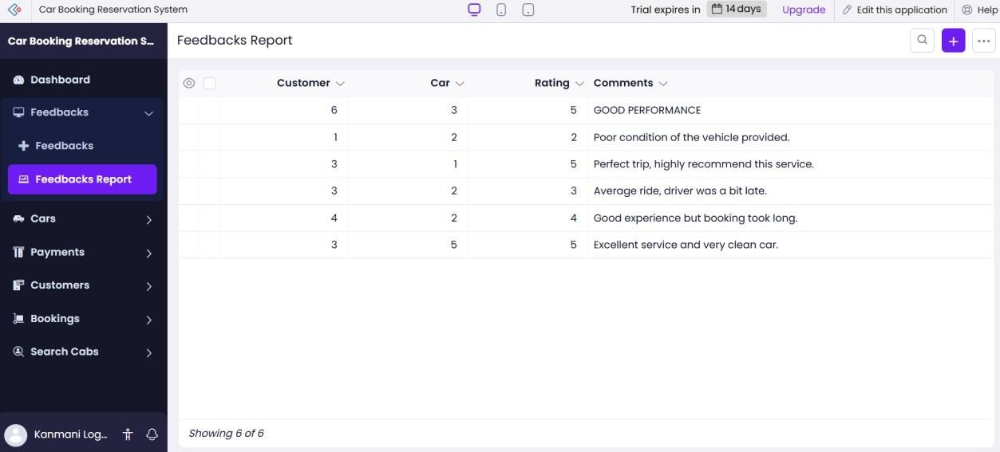 Car Booking Reservation System
Trial expires in 14 days Upgrade Edit this application Help
Car Booking Reservation S...
Feedbacks Report
Dashboard
Feedbacks
Feedbacks
Feedbacks Report
Cars
Payments
Customers
Bookings
Search Cabs
Kanmani Log...
Customer Car Rating Comments
6 3 5 GOOD PERFORMANCE
1 2 2 Poor condition of the vehicle provided.
3 1 5 Perfect trip, highly recommend this service.
3 2 3 Average ride, driver was a bit late.
4 2 4 Good experience but booking took long.
3 5 5 Excellent service and very clean car.
Showing 6 of 6